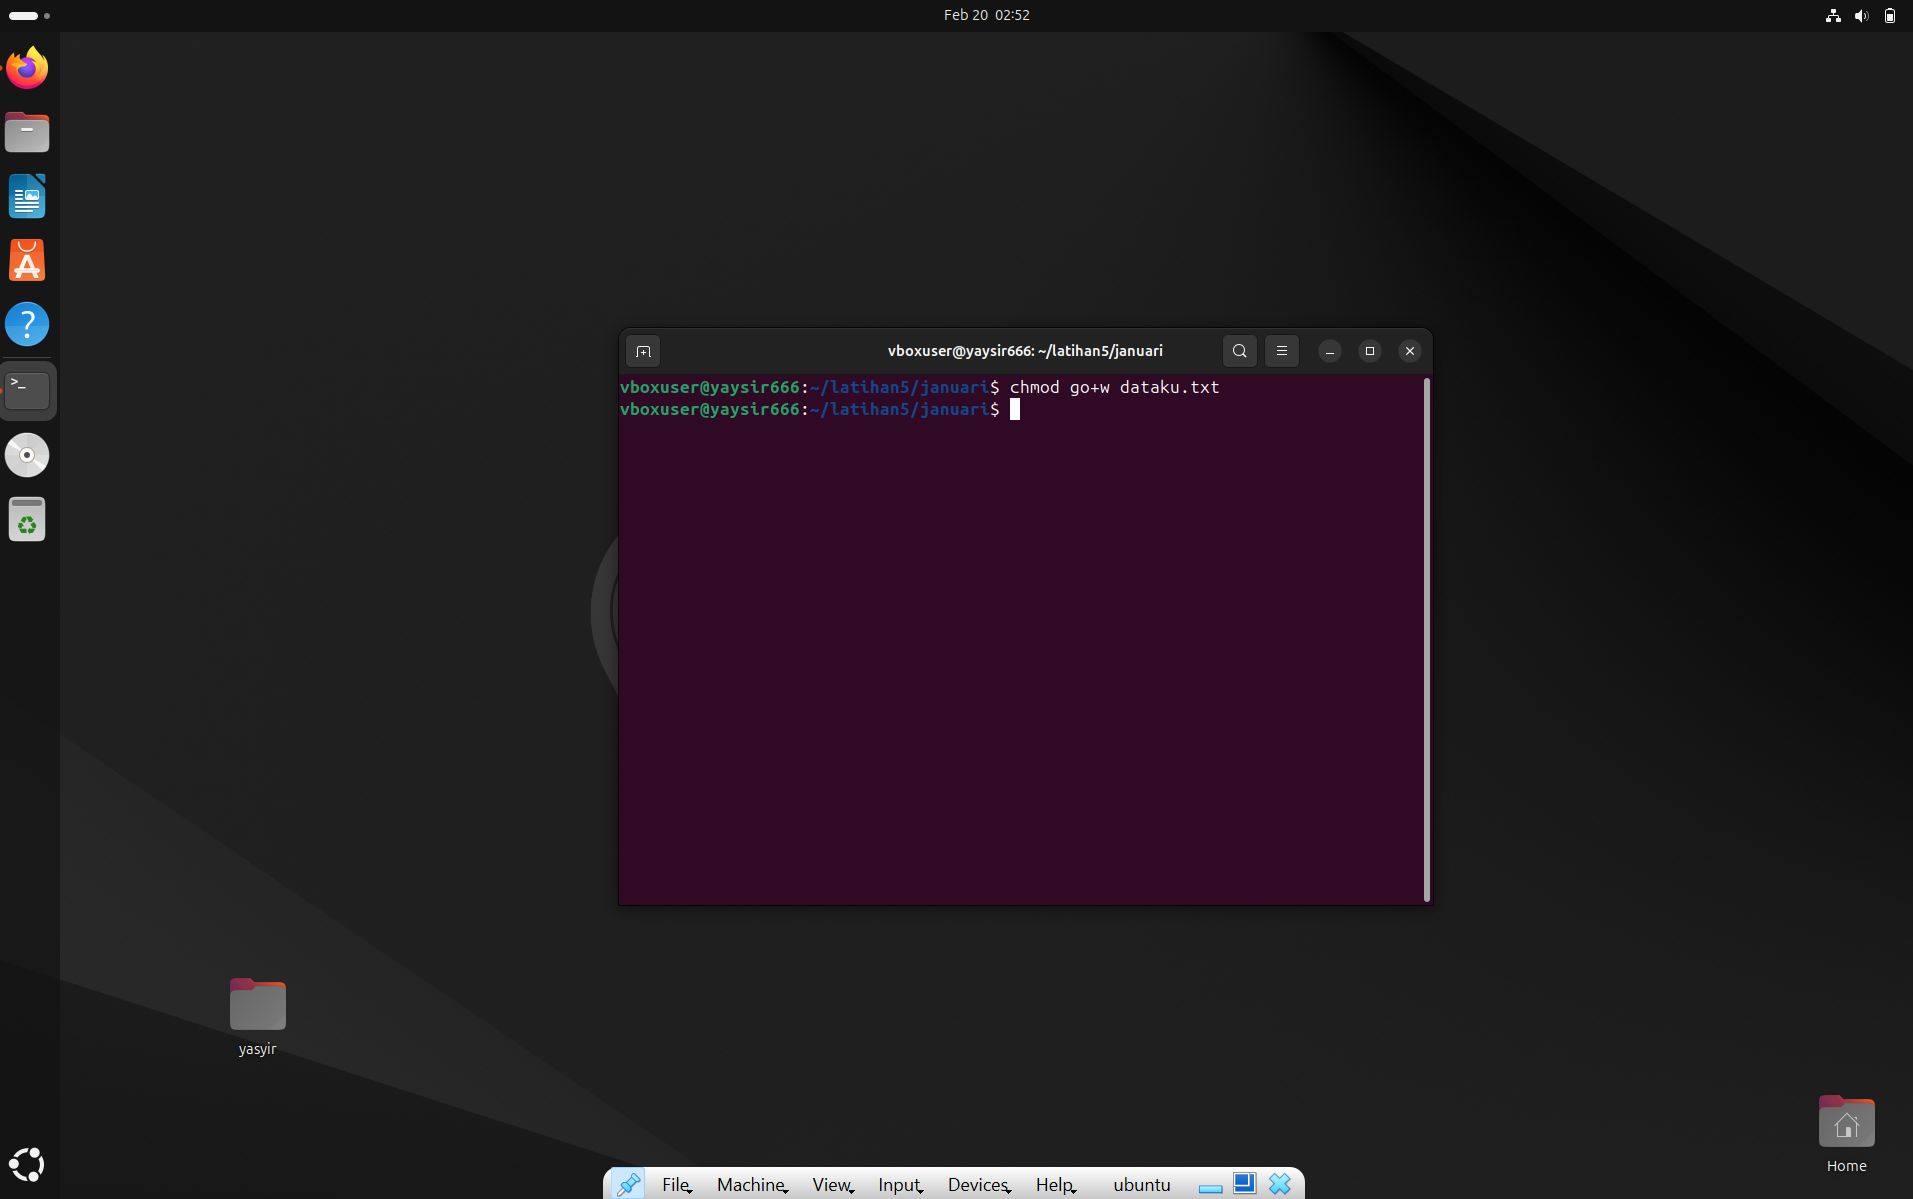 Feb 20 02:52
vboxuser@yaysir666: ~/latihan5/januari
vboxuser@yaysir666:~/latihan5/januari$ chmod go+w dataku.txt
vboxuser@yaysir666:~/latihan5/januari$
yasyir
Home
File Machine View Input Devices Help ubuntu